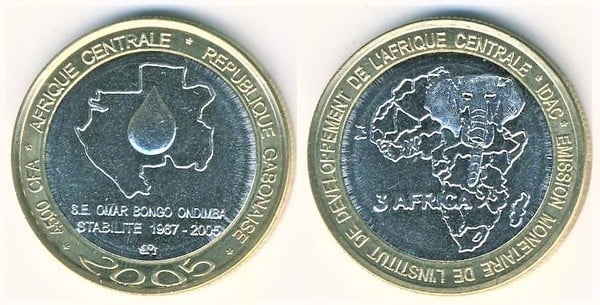 4500 CFA * AFRIQUE CENTRALE * REPUBLIQUE GABONAISE *
S.E. OMAR BONGO ONDIMBA
STABILITE 1967 - 2005
2005
EMISSION MONETAIRE DE L'INSTITUT DE DEVELOPPEMENT DE L'AFRIQUE CENTRALE * IDAC *
3 AFRICA